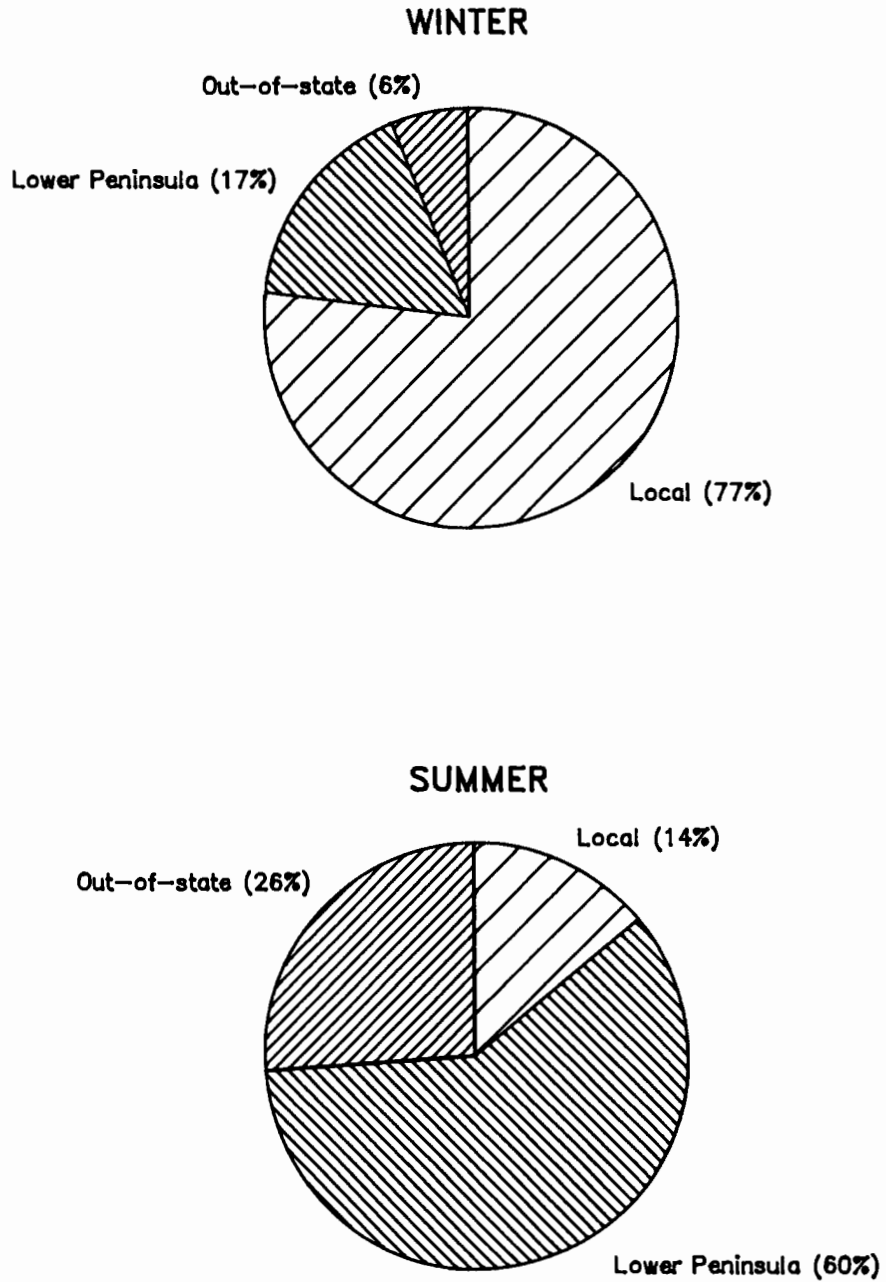 WINTER
Out-of-state (6%)
Lower Peninsula (17%)
Local (77%)
SUMMER
Local (14%)
Out-of-state (26%)
Lower Peninsula (60%)